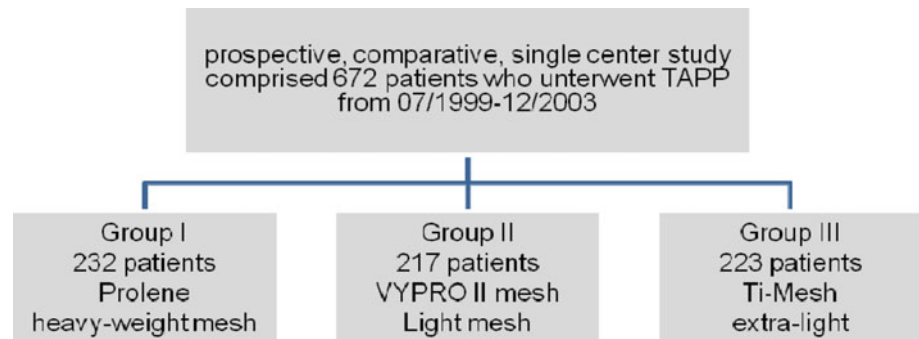 prospective, comparative, single center study
comprised 672 patients who unterwent TAPP
from 07/1999-12/2003
Group I
232 patients
Prolene
heavy-weight mesh
Group II
217 patients
VYPRO II mesh
Light mesh
Group III
223 patients
Ti-Mesh
extra-light